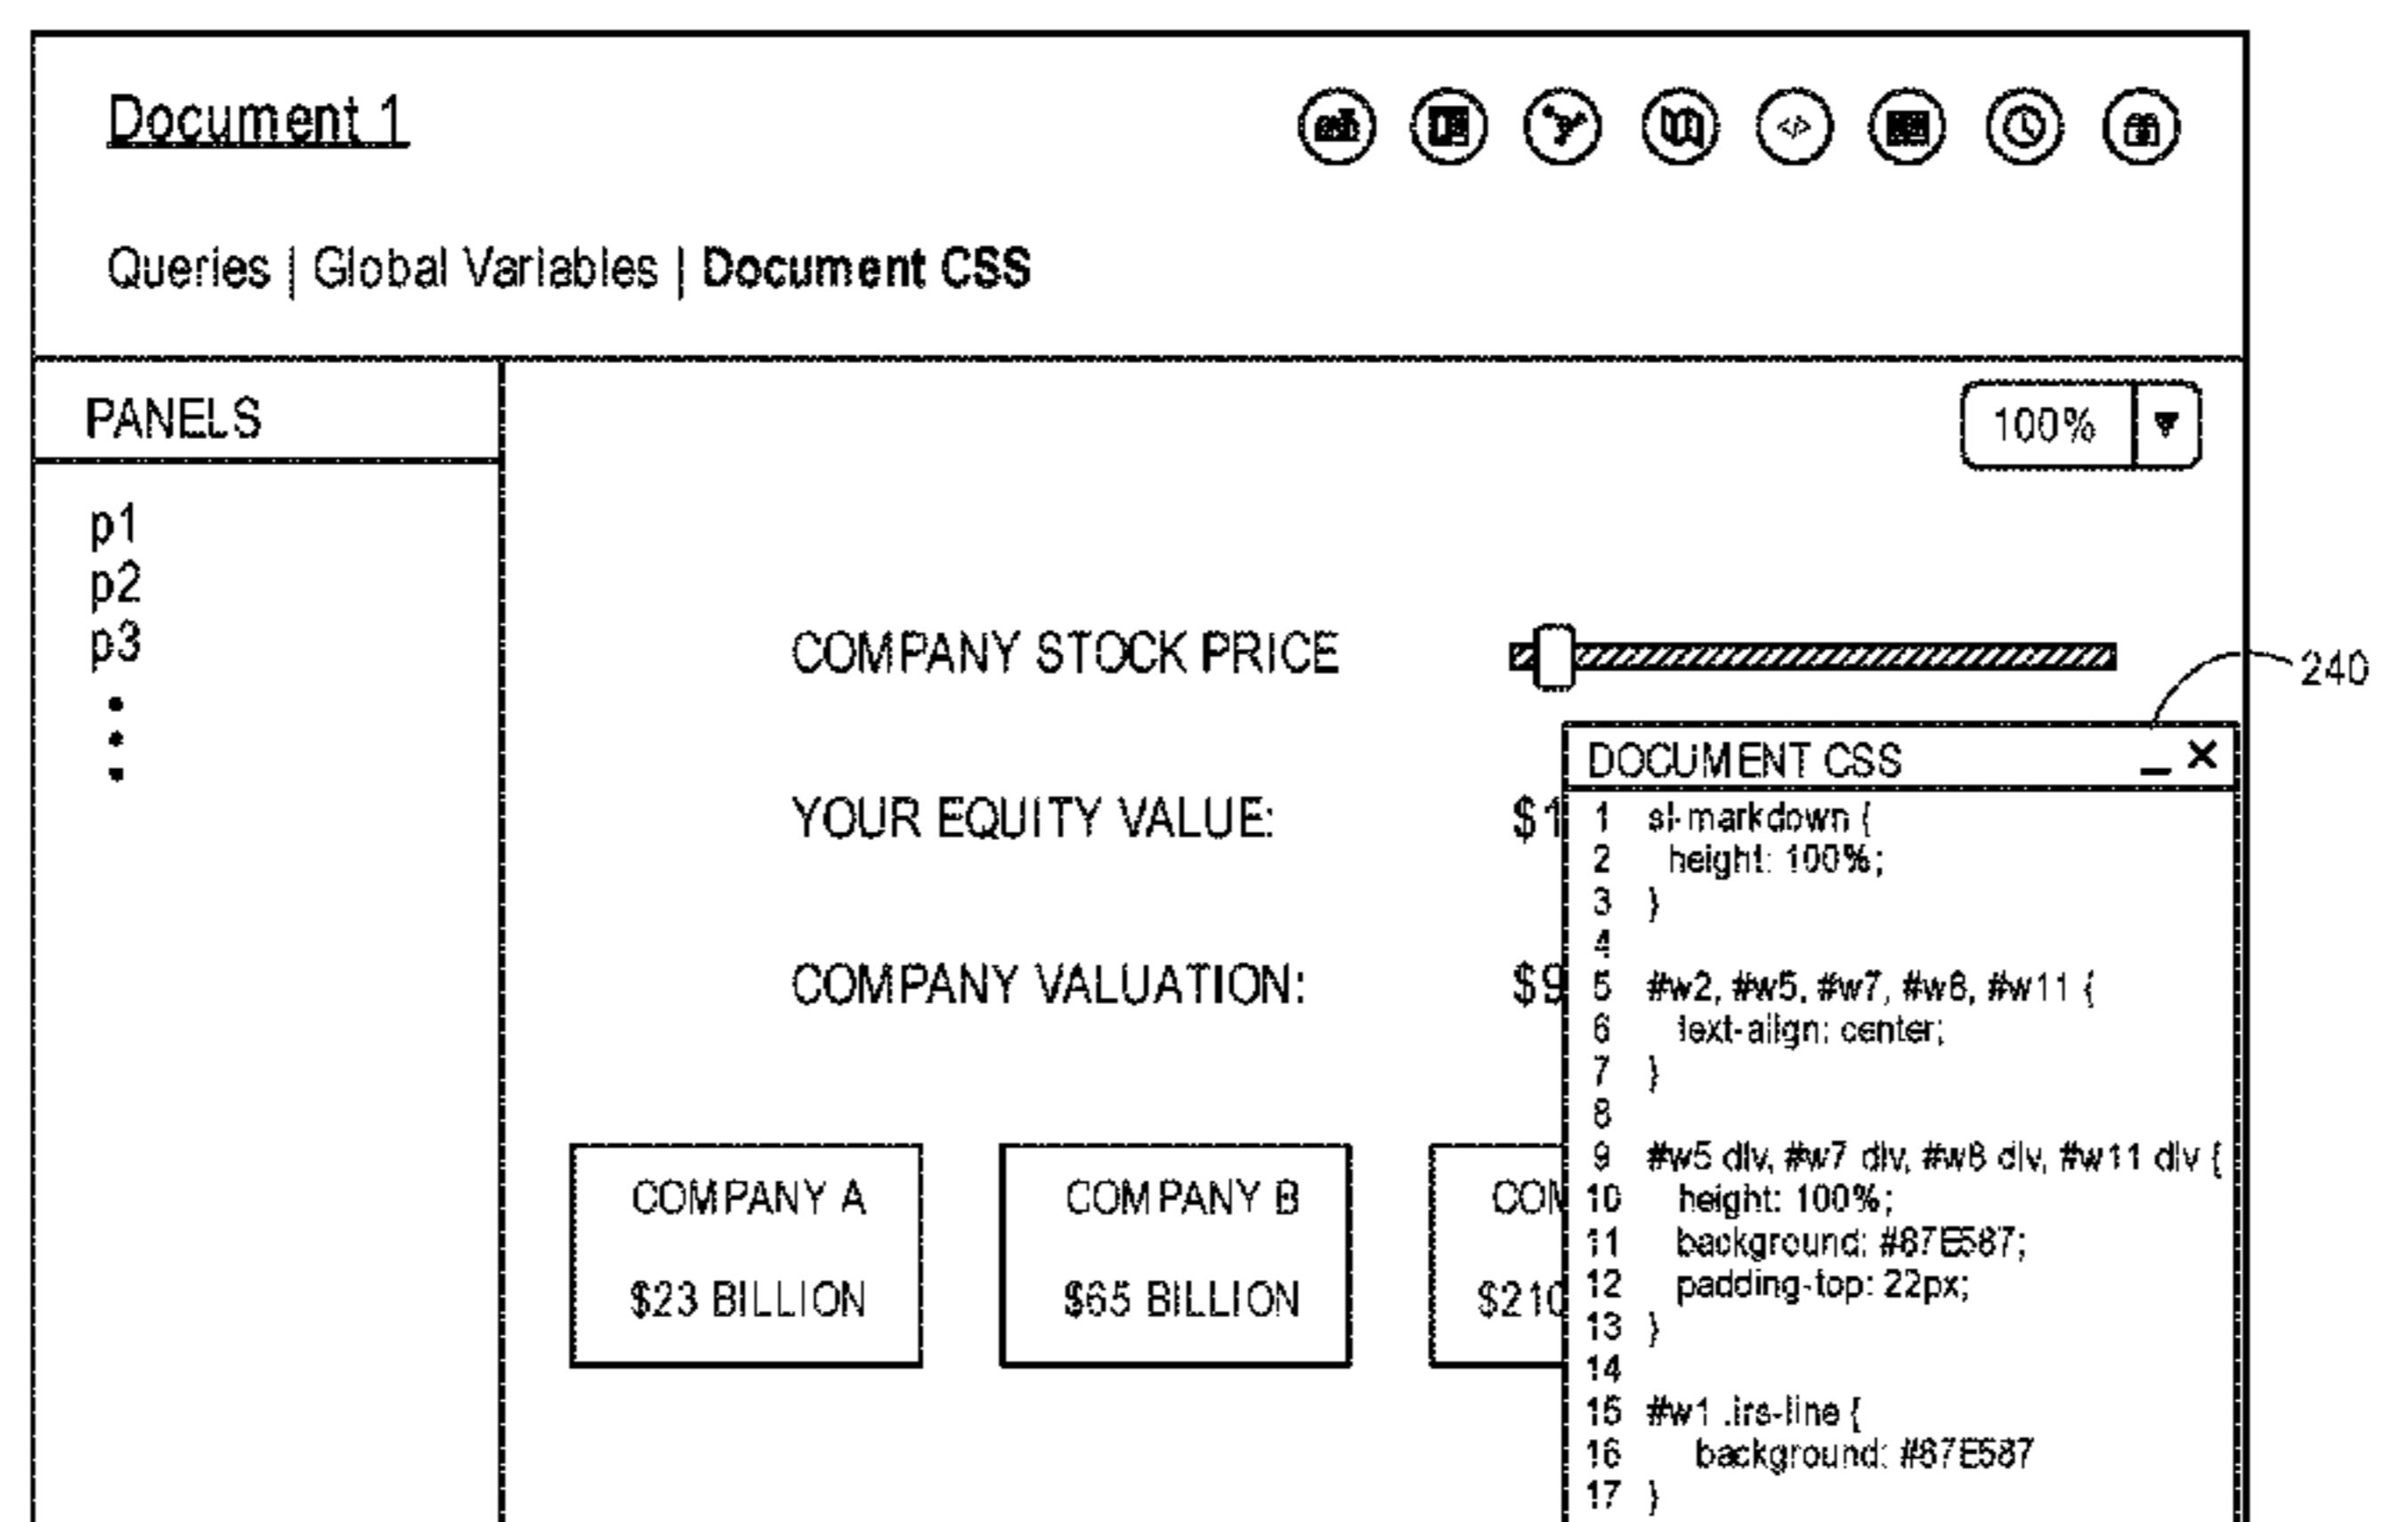 Document 1
</>
Queries | Global Variables | Document CSS
PANELS
100%
p1
p2
p3
COMPANY STOCK PRICE
240
YOUR EQUITY VALUE: $1
COMPANY VALUATION: $9
COMPANY A
$23 BILLION
COMPANY B
$65 BILLION
COM
$210
DOCUMENT CSS _ ×
1 sl-markdown {
2 height: 100%;
3 }
4
5 #w2, #w5, #w7, #w8, #w11 {
6 text-align: center;
7 }
8
9 #w5 div, #w7 div, #w8 div, #w11 div {
10 height: 100%;
11 background: #87E587;
12 padding-top: 22px;
13 }
14
15 #w1 .irs-line {
16 background: #87E587
17 }